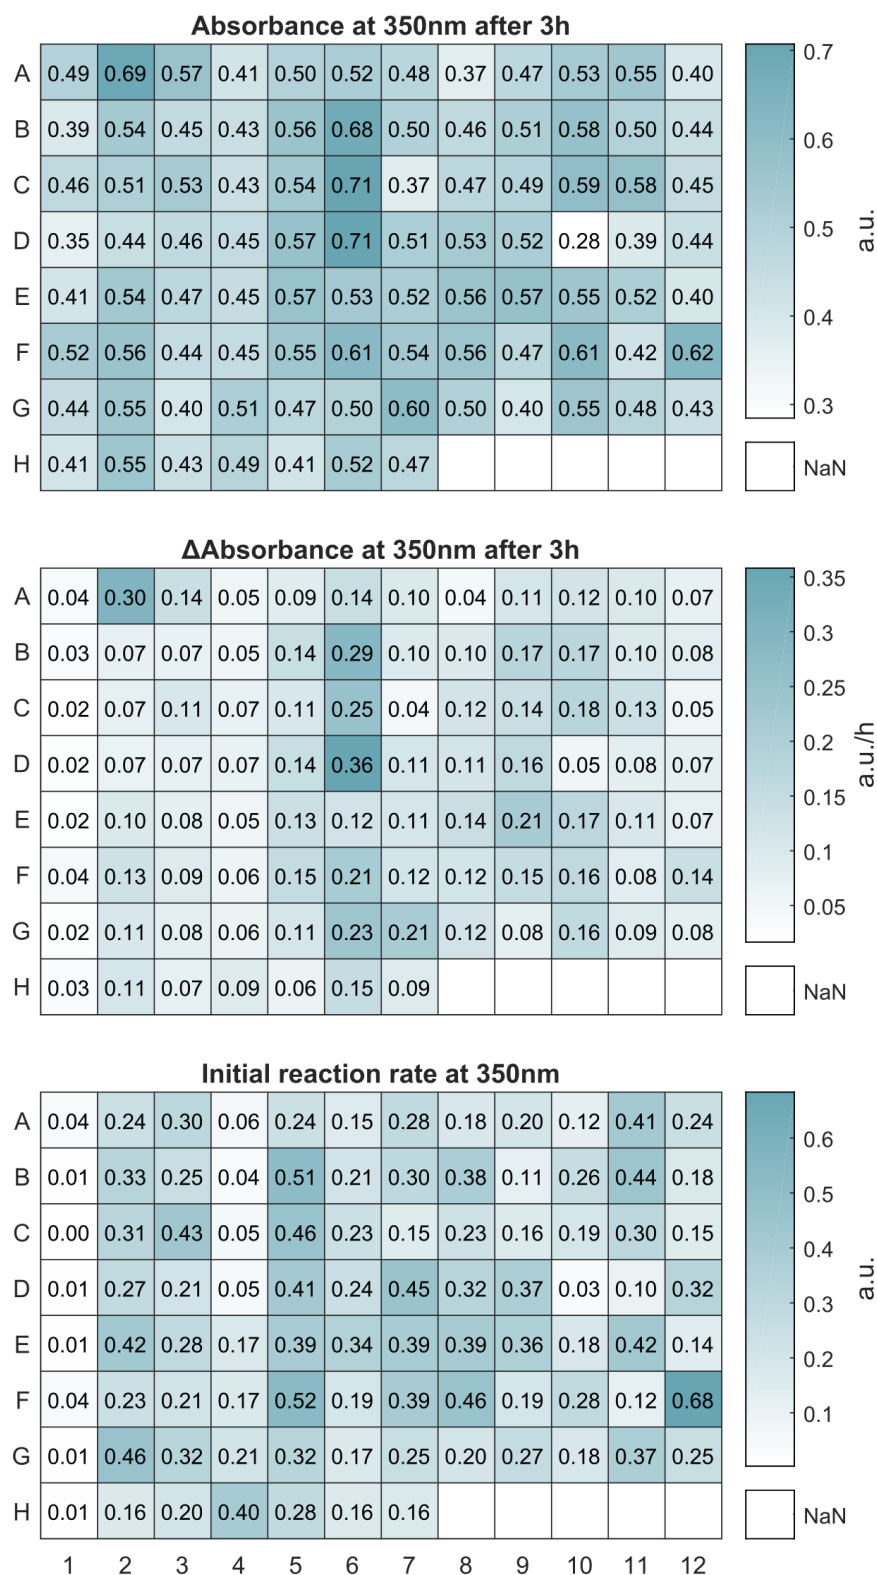 Absorbance at 350nm after 3h
A 0.49 0.69 0.57 0.41 0.50 0.52 0.48 0.37 0.47 0.53 0.55 0.40
B 0.39 0.54 0.45 0.43 0.56 0.68 0.50 0.46 0.51 0.58 0.50 0.44
C 0.46 0.51 0.53 0.43 0.54 0.71 0.37 0.47 0.49 0.59 0.58 0.45
D 0.35 0.44 0.46 0.45 0.57 0.71 0.51 0.53 0.52 0.28 0.39 0.44
E 0.41 0.54 0.47 0.45 0.57 0.53 0.52 0.56 0.57 0.55 0.52 0.40
F 0.52 0.56 0.44 0.45 0.55 0.61 0.54 0.56 0.47 0.61 0.42 0.62
G 0.44 0.55 0.40 0.51 0.47 0.50 0.60 0.50 0.40 0.55 0.48 0.43
H 0.41 0.55 0.43 0.49 0.41 0.52 0.47
0.7
0.6
0.5
0.4
0.3
a.u.
NaN
ΔAbsorbance at 350nm after 3h
A 0.04 0.30 0.14 0.05 0.09 0.14 0.10 0.04 0.11 0.12 0.10 0.07
B 0.03 0.07 0.07 0.05 0.14 0.29 0.10 0.10 0.17 0.17 0.10 0.08
C 0.02 0.07 0.11 0.07 0.11 0.25 0.04 0.12 0.14 0.18 0.13 0.05
D 0.02 0.07 0.07 0.07 0.14 0.36 0.11 0.11 0.16 0.05 0.08 0.07
E 0.02 0.10 0.08 0.05 0.13 0.12 0.11 0.14 0.21 0.17 0.11 0.07
F 0.04 0.13 0.09 0.06 0.15 0.21 0.12 0.12 0.15 0.16 0.08 0.14
G 0.02 0.11 0.08 0.06 0.11 0.23 0.21 0.12 0.08 0.16 0.09 0.08
H 0.03 0.11 0.07 0.09 0.06 0.15 0.09
0.35
0.3
0.25
0.2
0.15
0.1
0.05
a.u./h
NaN
Initial reaction rate at 350nm
A 0.04 0.24 0.30 0.06 0.24 0.15 0.28 0.18 0.20 0.12 0.41 0.24
B 0.01 0.33 0.25 0.04 0.51 0.21 0.30 0.38 0.11 0.26 0.44 0.18
C 0.00 0.31 0.43 0.05 0.46 0.23 0.15 0.23 0.16 0.19 0.30 0.15
D 0.01 0.27 0.21 0.05 0.41 0.24 0.45 0.32 0.37 0.03 0.10 0.32
E 0.01 0.42 0.28 0.17 0.39 0.34 0.39 0.39 0.36 0.18 0.42 0.14
F 0.04 0.23 0.21 0.17 0.52 0.19 0.39 0.46 0.19 0.28 0.12 0.68
G 0.01 0.46 0.32 0.21 0.32 0.17 0.25 0.20 0.27 0.18 0.37 0.25
H 0.01 0.16 0.20 0.40 0.28 0.16 0.16
1 2 3 4 5 6 7 8 9 10 11 12
0.6
0.5
0.4
0.3
0.2
0.1
a.u.
NaN